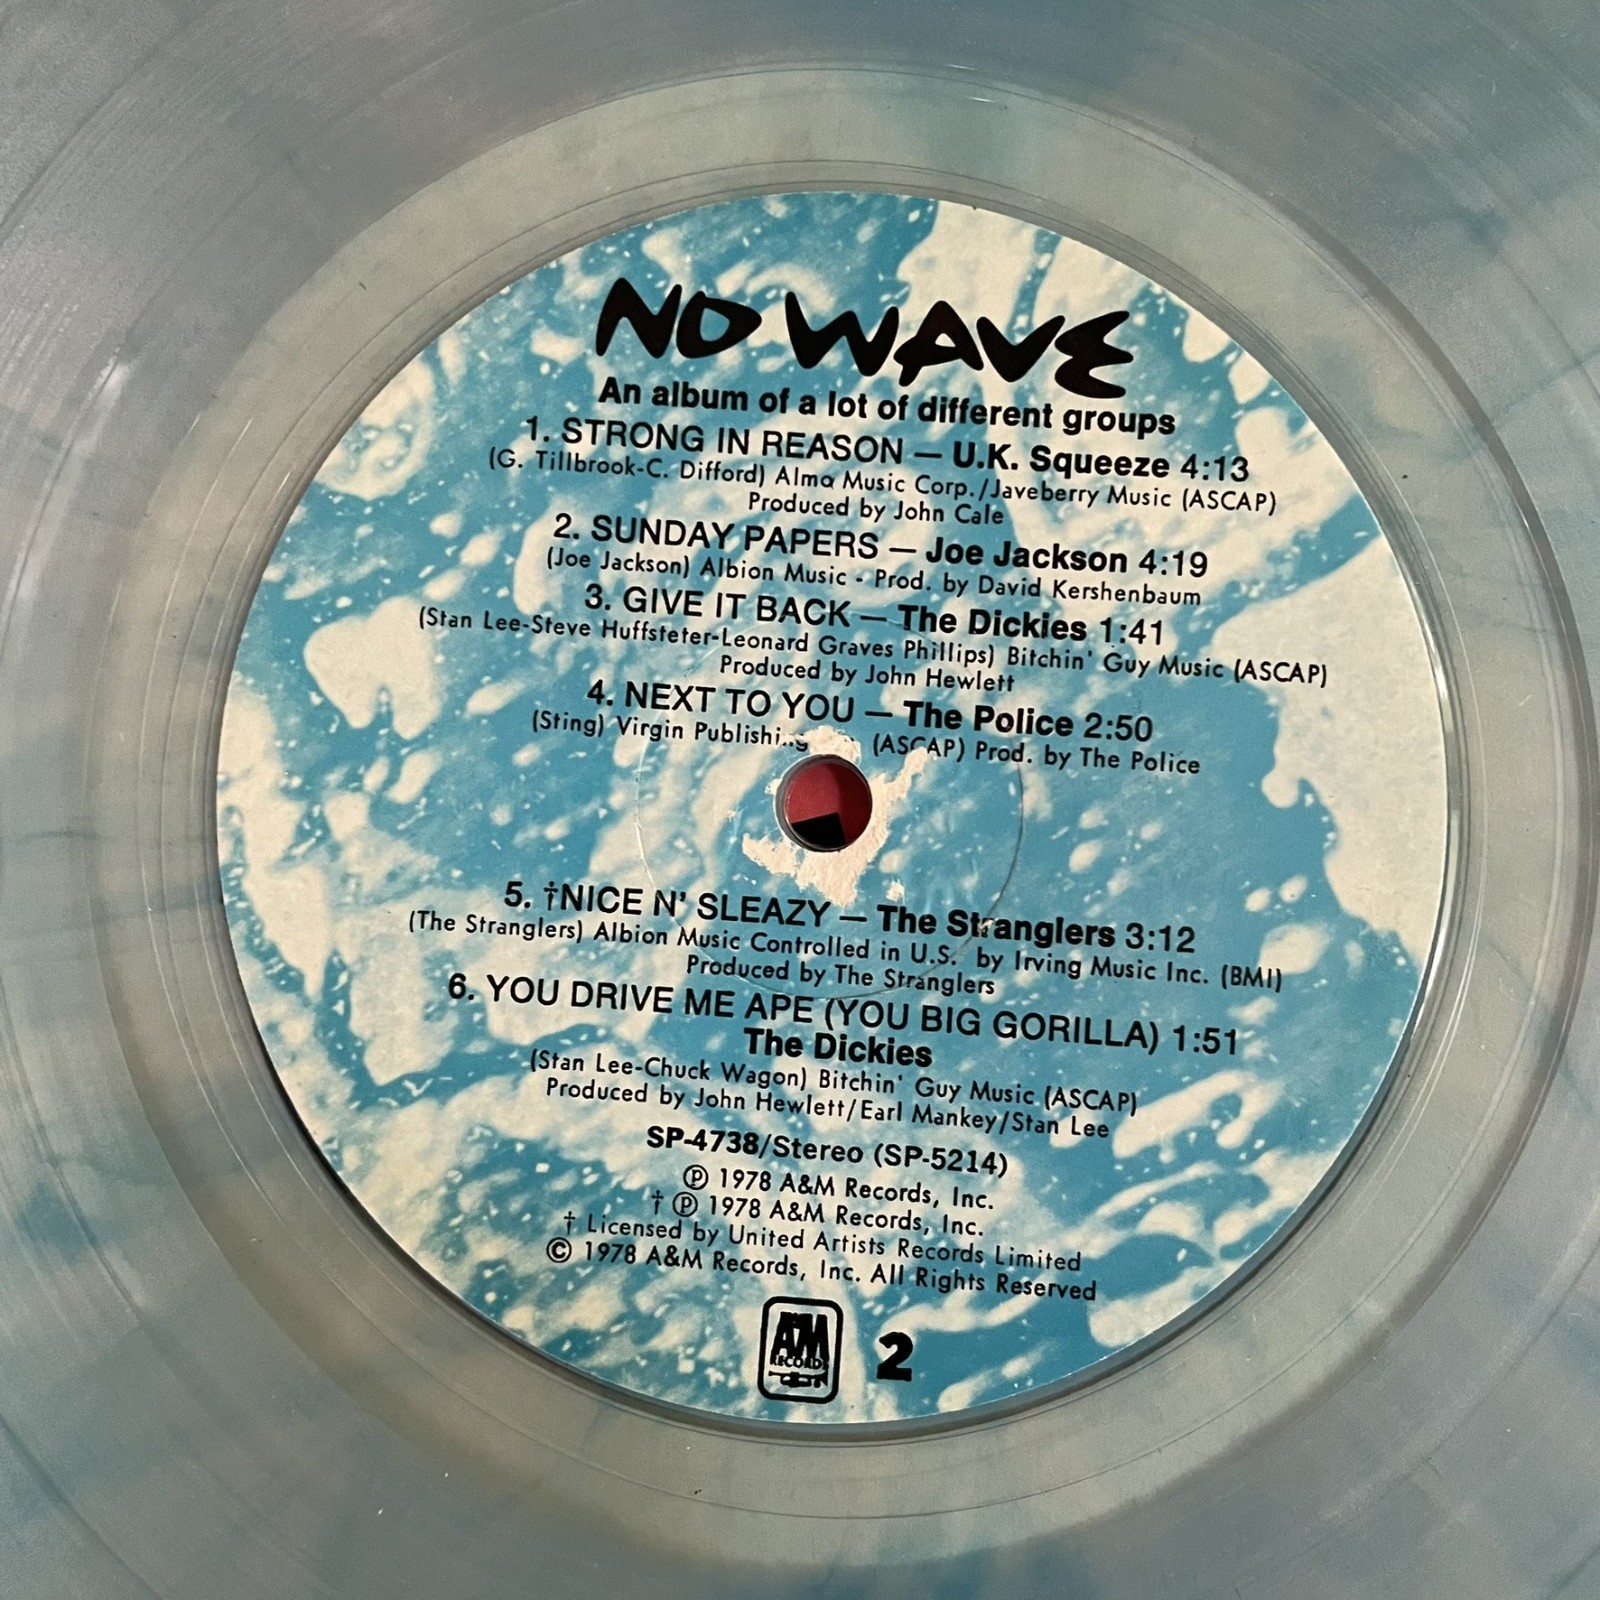 NO WAVE
An album of a lot of different groups
1. STRONG IN REASON — U.K. Squeeze 4:13
(G. Tillbrook-C. Difford) Alma Music Corp./Javeberry Music (ASCAP)
Produced by John Cale
2. SUNDAY PAPERS — Joe Jackson 4:19
(Joe Jackson) Albion Music - Prod. by David Kershenbaum
3. GIVE IT BACK — The Dickies 1:41
(Stan Lee-Steve Huffsteter-Leonard Graves Phillips) Bitchin' Guy Music (ASCAP)
Produced by John Hewlett
4. NEXT TO YOU — The Police 2:50
(Sting) Virgin Publishing (ASCAP) Prod. by The Police
5. †NICE N' SLEAZY — The Stranglers 3:12
(The Stranglers) Albion Music Controlled in U.S. by Irving Music Inc. (BMI)
Produced by The Stranglers
6. YOU DRIVE ME APE (YOU BIG GORILLA) 1:51
The Dickies
(Stan Lee-Chuck Wagon) Bitchin' Guy Music (ASCAP)
Produced by John Hewlett/Earl Mankey/Stan Lee
SP-4738/Stereo (SP-5214)
℗ 1978 A&M Records, Inc.
† ℗ 1978 A&M Records, Inc.
† Licensed by United Artists Records Limited
© 1978 A&M Records, Inc. All Rights Reserved
A&M RECORDS 2